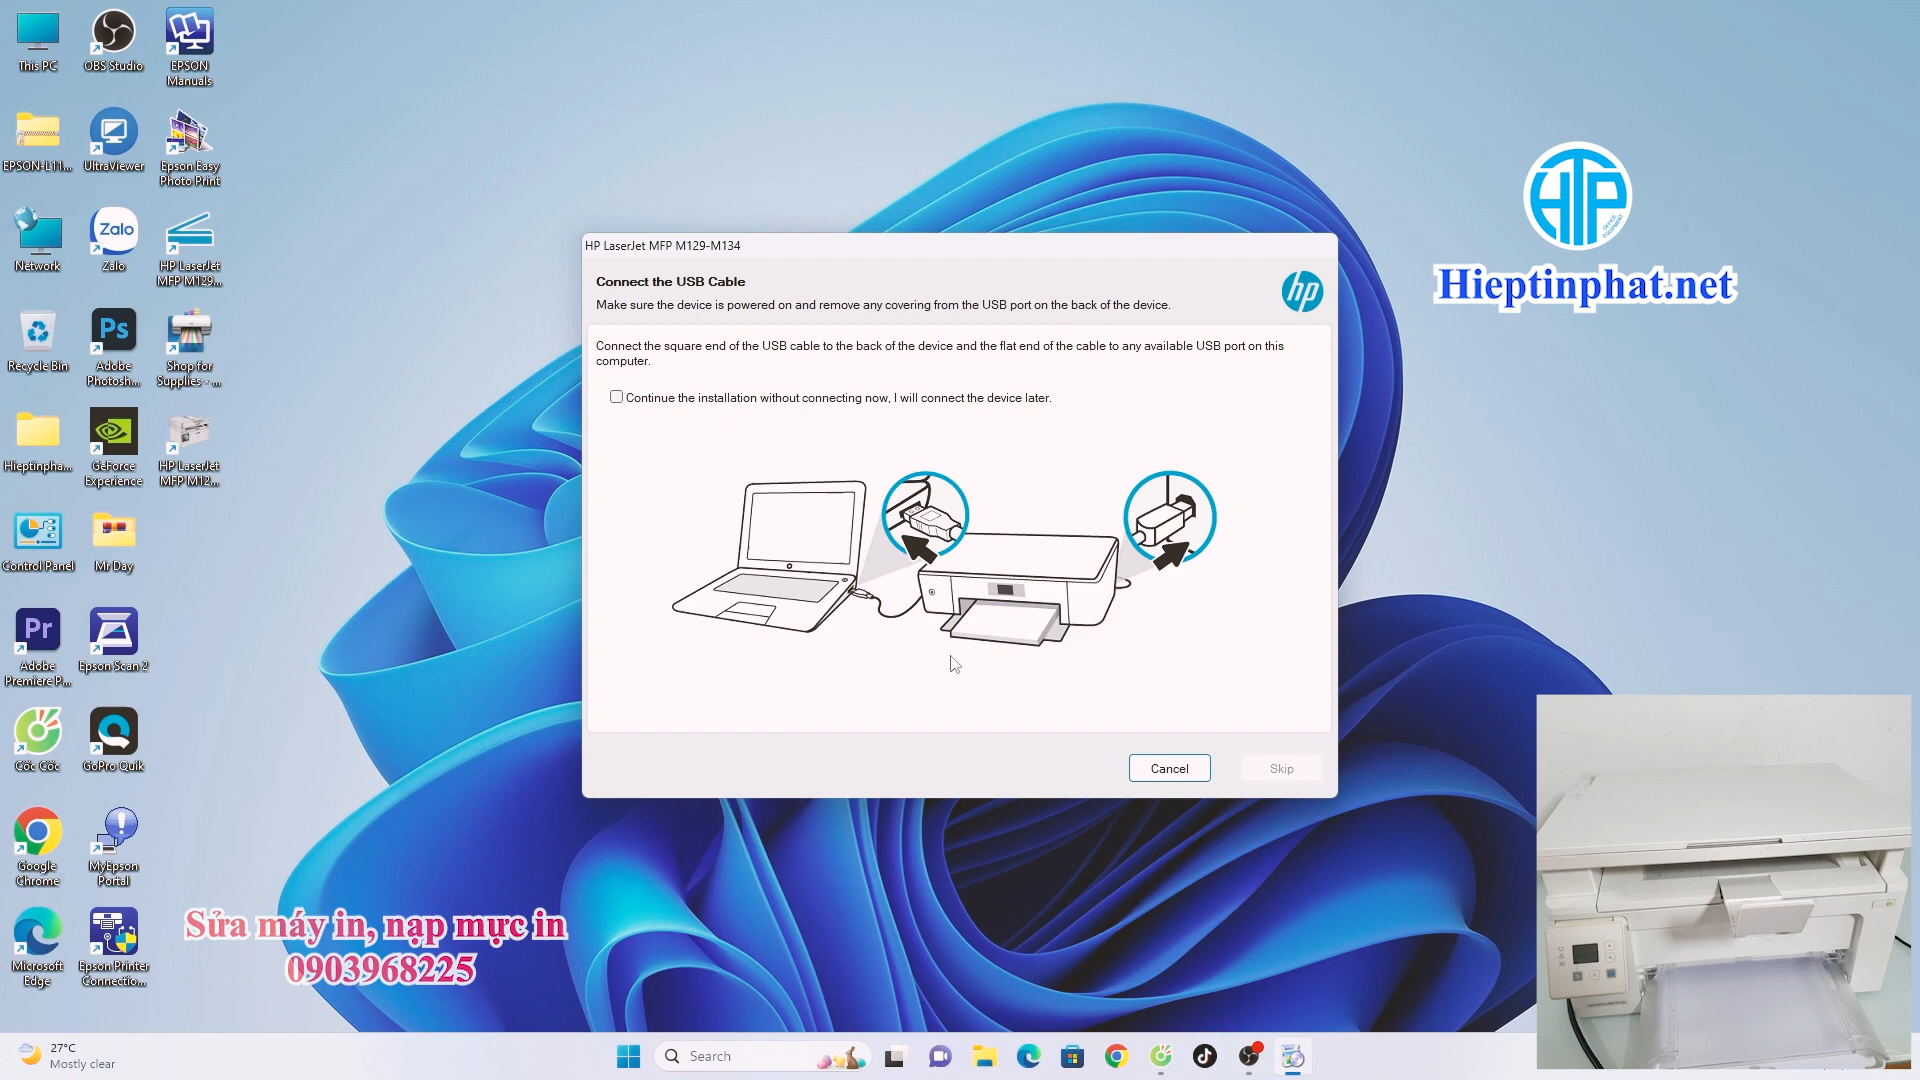 This PC
OBS Studio
EPSON
Manuals
EPSON-L11...
UltraViewer
Epson Easy
Photo Print
Network
Zalo
Zalo
HP LaserJet
MFP M129...
Recycle Bin
Ps
Adobe
Photosh...
Shop for
Supplies - ...
Hieptinpha...
GeForce
Experience
HP LaserJet
MFP M12...
Control Panel
Mr Day
Pr
Adobe
Premiere P...
Epson Scan 2
Cốc Cốc
GoPro Quik
Google
Chrome
MyEpson
Portal
Microsoft
Edge
Epson Printer
Connectio...
HP LaserJet MFP M129-M134
Connect the USB Cable
Make sure the device is powered on and remove any covering from the USB port on the back of the device.
hp
Connect the square end of the USB cable to the back of the device and the flat end of the cable to any available USB port on this
computer.
Continue the installation without connecting now, I will connect the device later.
Cancel
Skip
HTP
OFFICE
EQUIPMENT
Hieptinphat.net
Sửa máy in, nạp mực in
0903968225
27°C
Mostly clear
Search